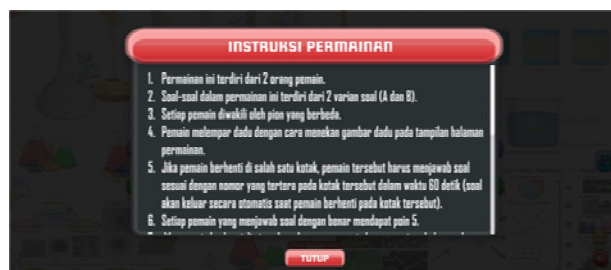 INSTRUKSI PERMAINAN
1. Permainan ini terdiri dari 2 orang pemain.
2. Soal-soal dalam permainan ini terdiri dari 2 varian soal (A dan B).
3. Setiap pemain diwakili oleh pion yang berbeda.
4. Pemain melempar dadu dengan cara menekan gambar dadu pada tampilan halaman
permainan.
5. Jika pemain berhenti di salah satu kotak, pemain tersebut harus menjawab soal
sesuai dengan nomor yang tertera pada kotak tersebut dalam waktu 60 detik (soal
akan keluar secara otomatis saat pemain berhenti pada kotak tersebut).
6. Setiap pemain yang menjawab soal dengan benar mendapat poin 5.
TUTUP